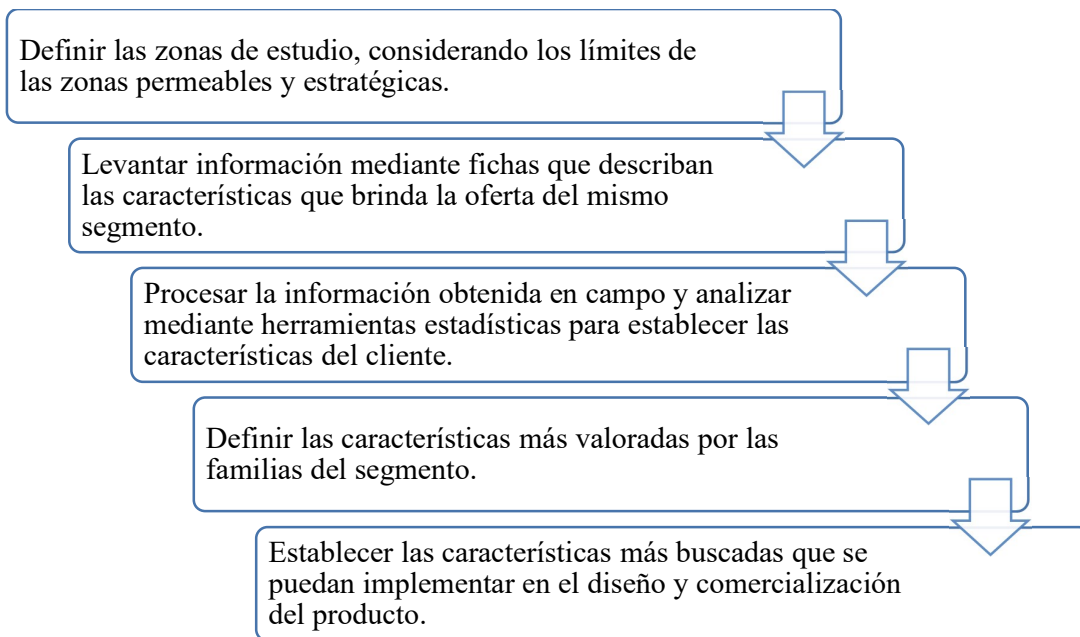 Definir las zonas de estudio, considerando los límites de
las zonas permeables y estratégicas.
Levantar información mediante fichas que describan
las características que brinda la oferta del mismo
segmento.
Procesar la información obtenida en campo y analizar
mediante herramientas estadísticas para establecer las
características del cliente.
Definir las características más valoradas por las
familias del segmento.
Establecer las características más buscadas que se
puedan implementar en el diseño y comercialización
del producto.